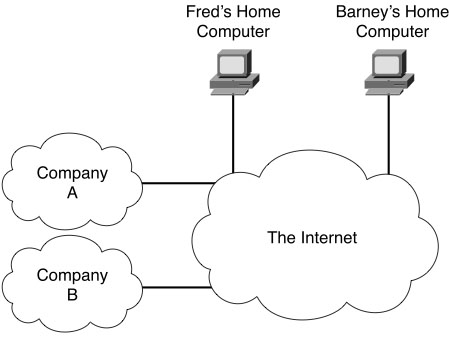 Fred's Home
Computer
Barney's Home
Computer
Company
A
The Internet
Company
B